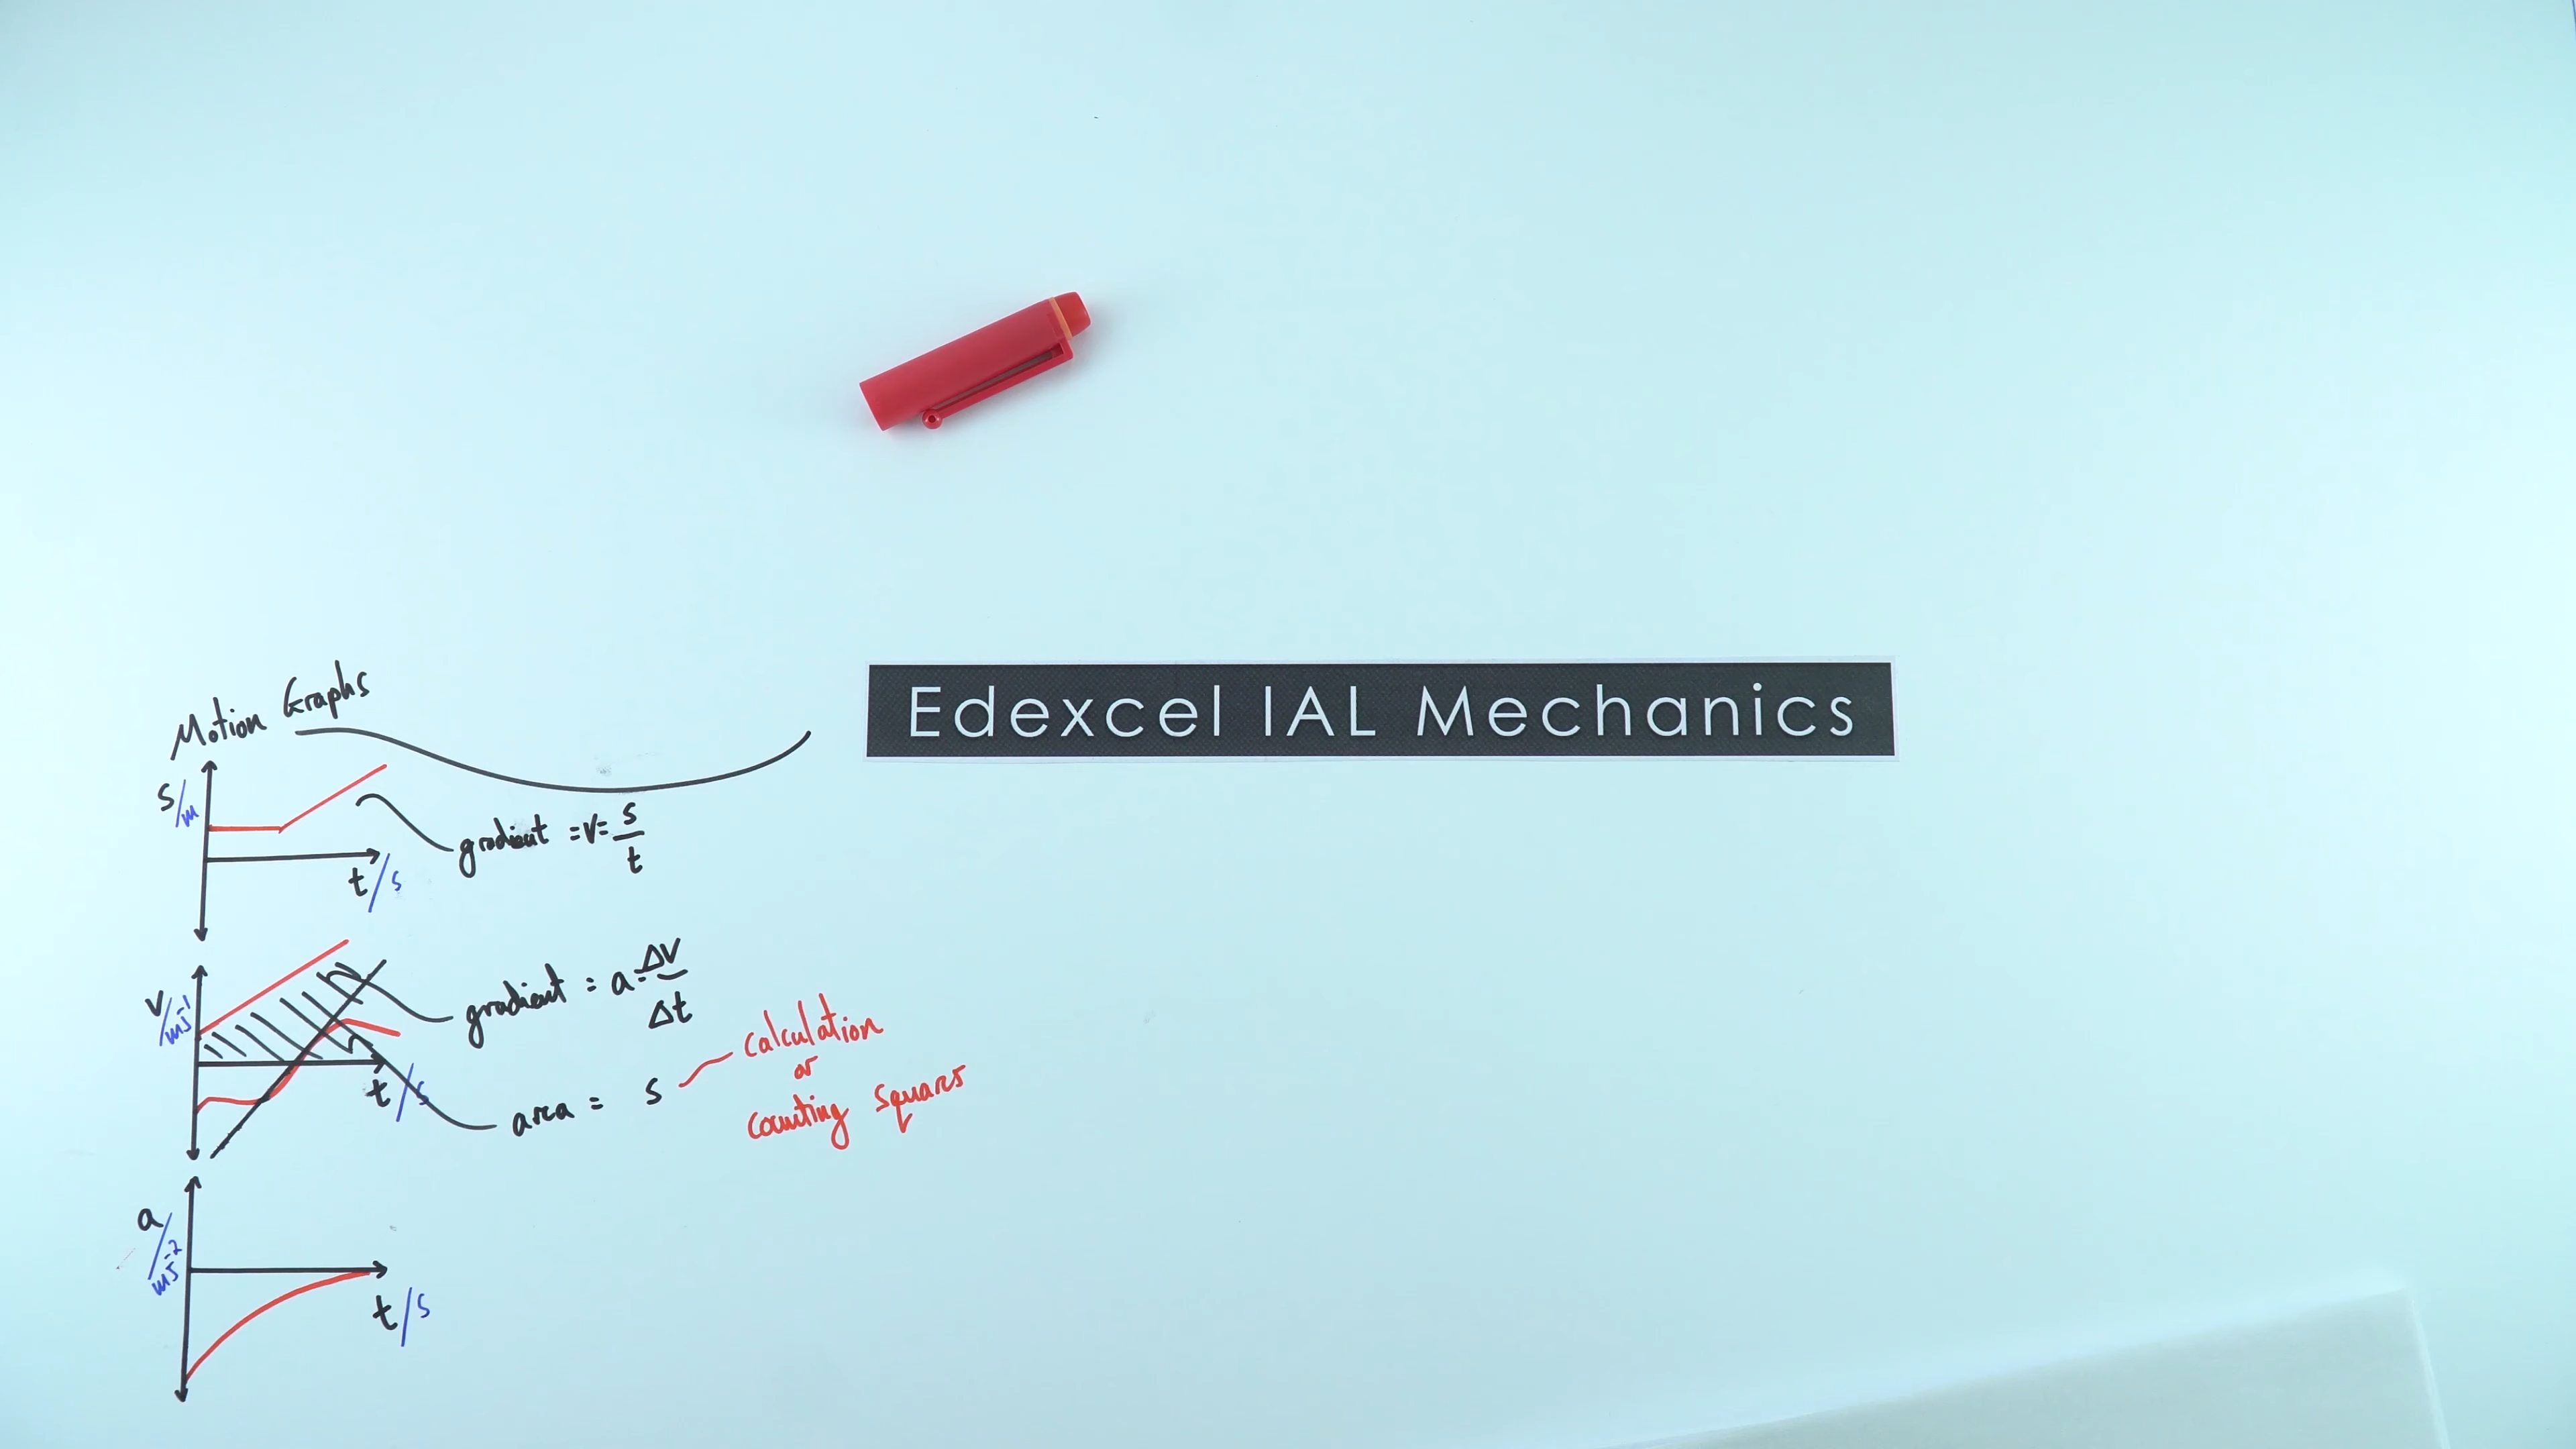 Edexcel IAL Mechanics
Motion Graphs
s/m
t/s
gradient = v = s/t
v/ms⁻¹
t/s
gradient = a = Δv/Δt
area = s
calculation
or
counting squares
a/ms⁻²
t/s